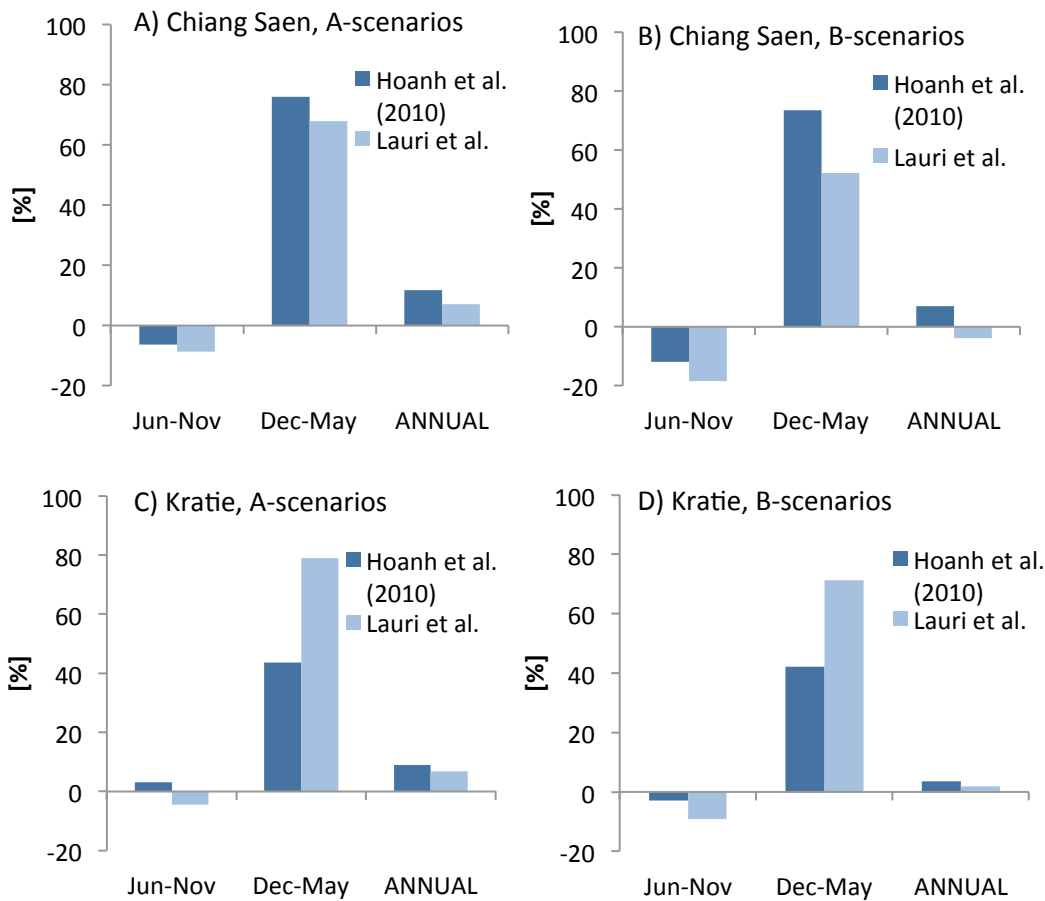 A) Chiang Saen, A-scenarios
100
80
60
40
20
0
-20
[%]
Hoanh et al.
(2010)
Lauri et al.
Jun-Nov Dec-May ANNUAL
B) Chiang Saen, B-scenarios
100
80
60
40
20
0
-20
[%]
Hoanh et al.
(2010)
Lauri et al.
Jun-Nov Dec-May ANNUAL
C) Kratie, A-scenarios
100
80
60
40
20
0
-20
[%]
Hoanh et al.
(2010)
Lauri et al.
Jun-Nov Dec-May ANNUAL
D) Kratie, B-scenarios
100
80
60
40
20
0
-20
[%]
Hoanh et al.
(2010)
Lauri et al.
Jun-Nov Dec-May ANNUAL